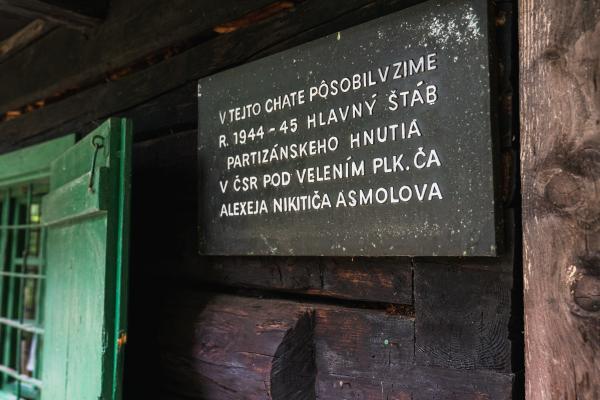 V TEJTO CHATE PÔSOBIL V ZIME
R. 1944 - 45 HLAVNÝ ŠTÁB
PARTIZÁNSKEHO HNUTIA
V ČSR POD VELENÍM PLK. ČA
ALEXEJA NIKITIČA ASMOLOVA